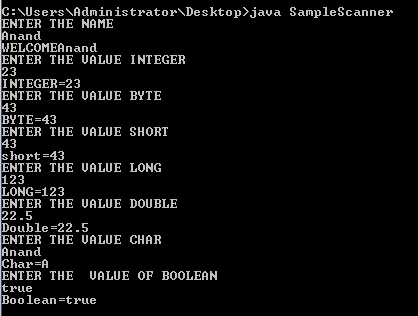 C:\Users\Administrator\Desktop>java SampleScanner
ENTER THE NAME
Anand
WELCOMEAnand
ENTER THE VALUE INTEGER
23
INTEGER=23
ENTER THE VALUE BYTE
43
BYTE=43
ENTER THE VALUE SHORT
43
short=43
ENTER THE VALUE LONG
123
LONG=123
ENTER THE VALUE DOUBLE
22.5
Double=22.5
ENTER THE VALUE CHAR
Anand
Char=A
ENTER THE  VALUE OF BOOLEAN
true
Boolean=true